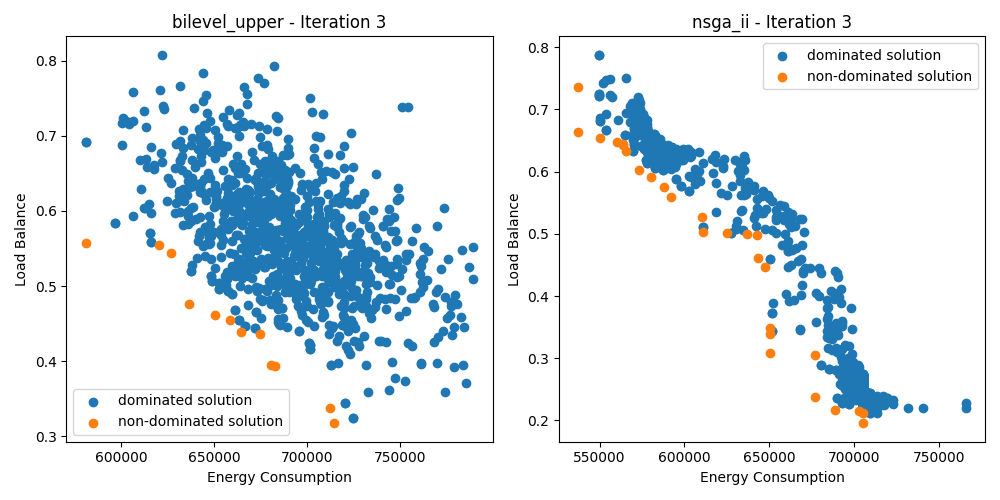 bilevel_upper - Iteration 3
Load Balance
0.8
0.7
0.6
0.5
0.4
0.3
dominated solution
non-dominated solution
600000 650000 700000 750000
Energy Consumption
nsga_ii - Iteration 3
Load Balance
0.8
0.7
0.6
0.5
0.4
0.3
0.2
dominated solution
non-dominated solution
550000 600000 650000 700000 750000
Energy Consumption